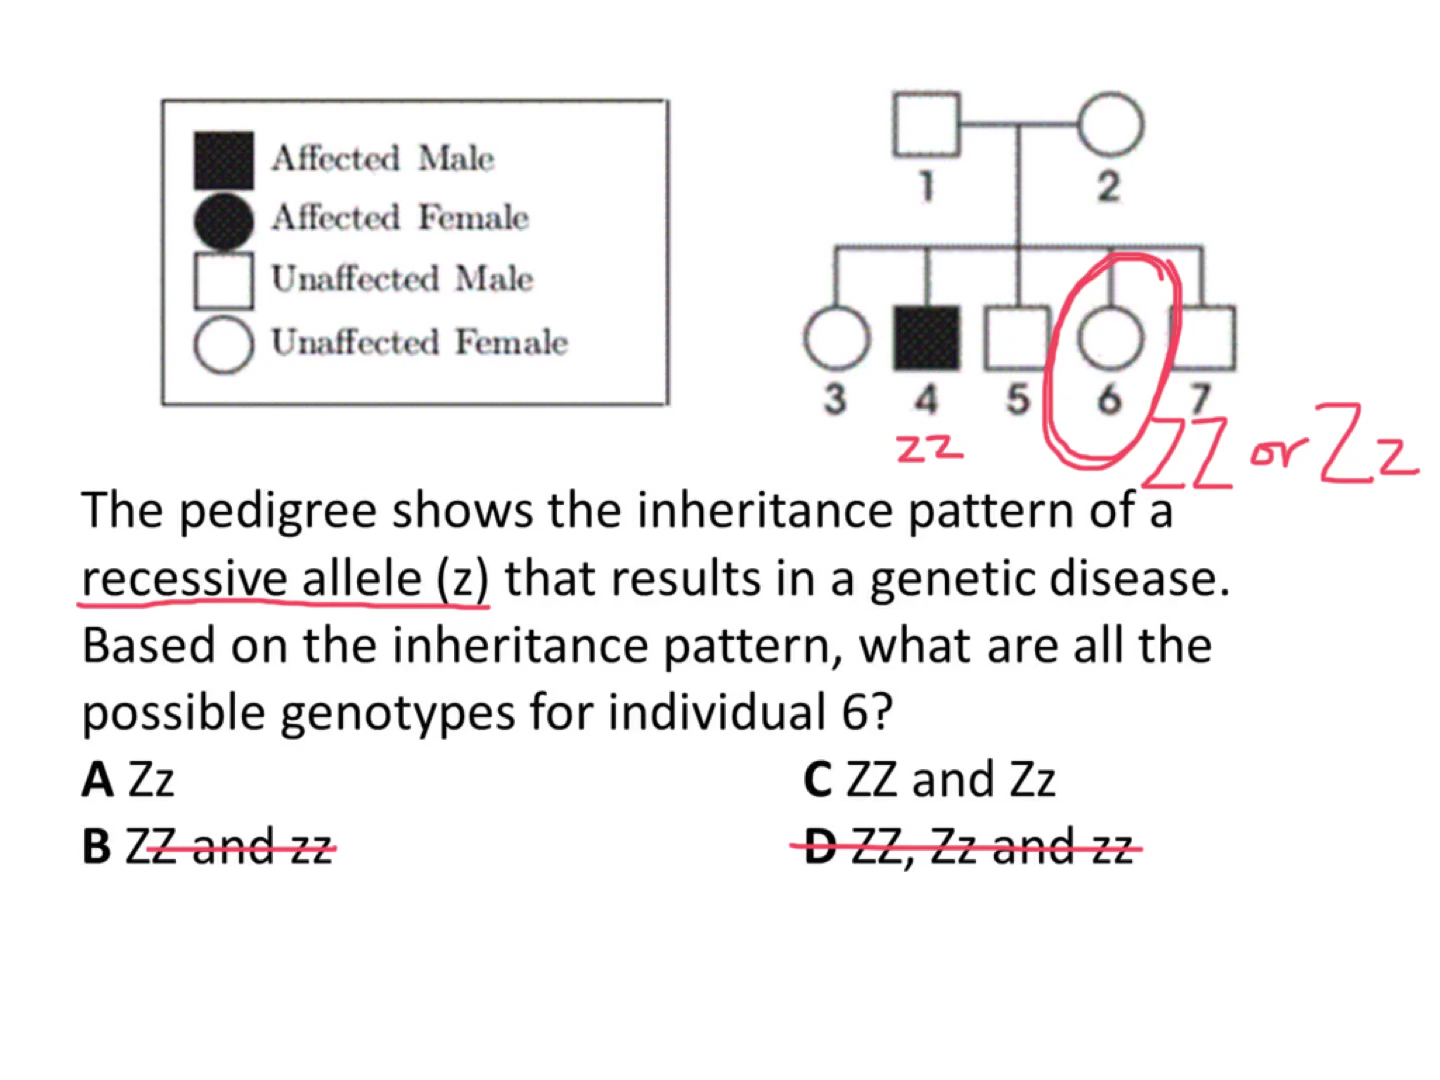 Affected Male
Affected Female
Unaffected Male
Unaffected Female
1 2
3 4 5 6 7
zz ZZ or Zz
The pedigree shows the inheritance pattern of a
recessive allele (z) that results in a genetic disease.
Based on the inheritance pattern, what are all the
possible genotypes for individual 6?
A Zz C ZZ and Zz
B ZZ and zz D ZZ, Zz and zz